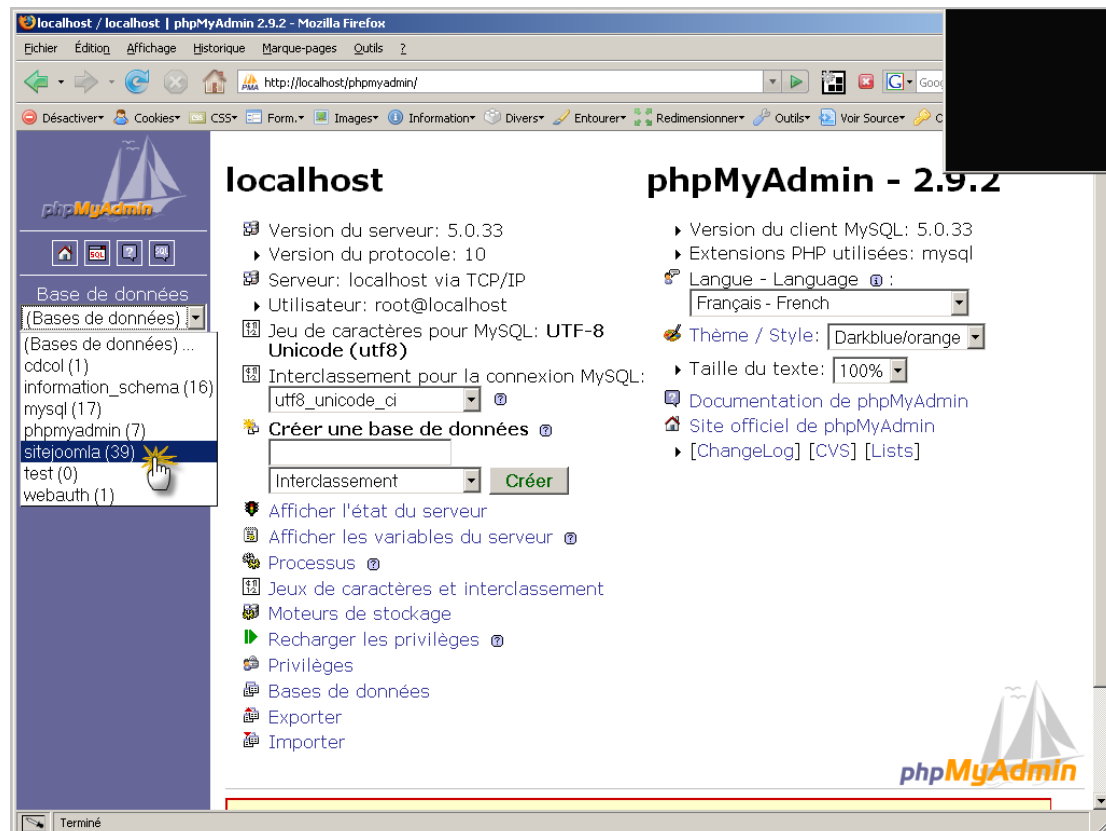 localhost / localhost | phpMyAdmin 2.9.2 - Mozilla Firefox
Eichier Édition Affichage Historique Marque-pages Outils ?
http://localhost/phpmyadmin/
G
Désactiver Cookies CSS Form. Images Information Divers Entourer Redimensionner Outils Voir Source
phpMyAdmin
SQL
SQL
Base de données
(Bases de données)
(Bases de données) ...
cdcol (1)
information_schema (16)
mysql (17)
phpmyadmin (7)
sitejoomla (39)
test (0)
webauth (1)
localhost
Version du serveur: 5.0.33
Version du protocole: 10
Serveur: localhost via TCP/IP
Utilisateur: root@localhost
Jeu de caractères pour MySQL: UTF-8
Unicode (utf8)
Interclassement pour la connexion MySQL:
utf8_unicode_ci
Créer une base de données
Interclassement Créer
Afficher l'état du serveur
Afficher les variables du serveur
Processus
Jeux de caractères et interclassement
Moteurs de stockage
Recharger les privilèges
Privilèges
Bases de données
Exporter
Importer
phpMyAdmin - 2.9.2
Version du client MySQL: 5.0.33
Extensions PHP utilisées: mysql
Langue - Language :
Français - French
Thème / Style: Darkblue/orange
Taille du texte: 100%
Documentation de phpMyAdmin
Site officiel de phpMyAdmin
[ChangeLog] [CVS] [Lists]
phpMyAdmin
Terminé